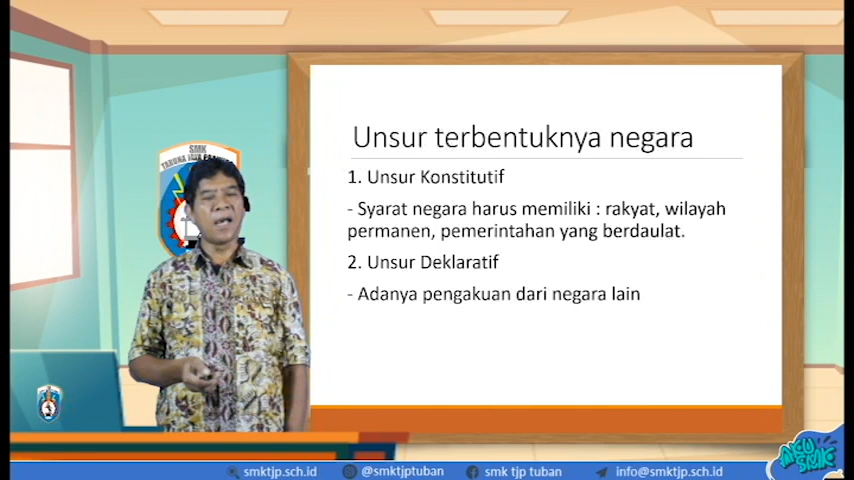 Unsur terbentuknya negara
1. Unsur Konstitutif
- Syarat negara harus memiliki : rakyat, wilayah
permanen, pemerintahan yang berdaulat.
2. Unsur Deklaratif
- Adanya pengakuan dari negara lain
SMK
smktjp.sch.id
@smktjptuban
smk tjp tuban
info@smktjp.sch.id